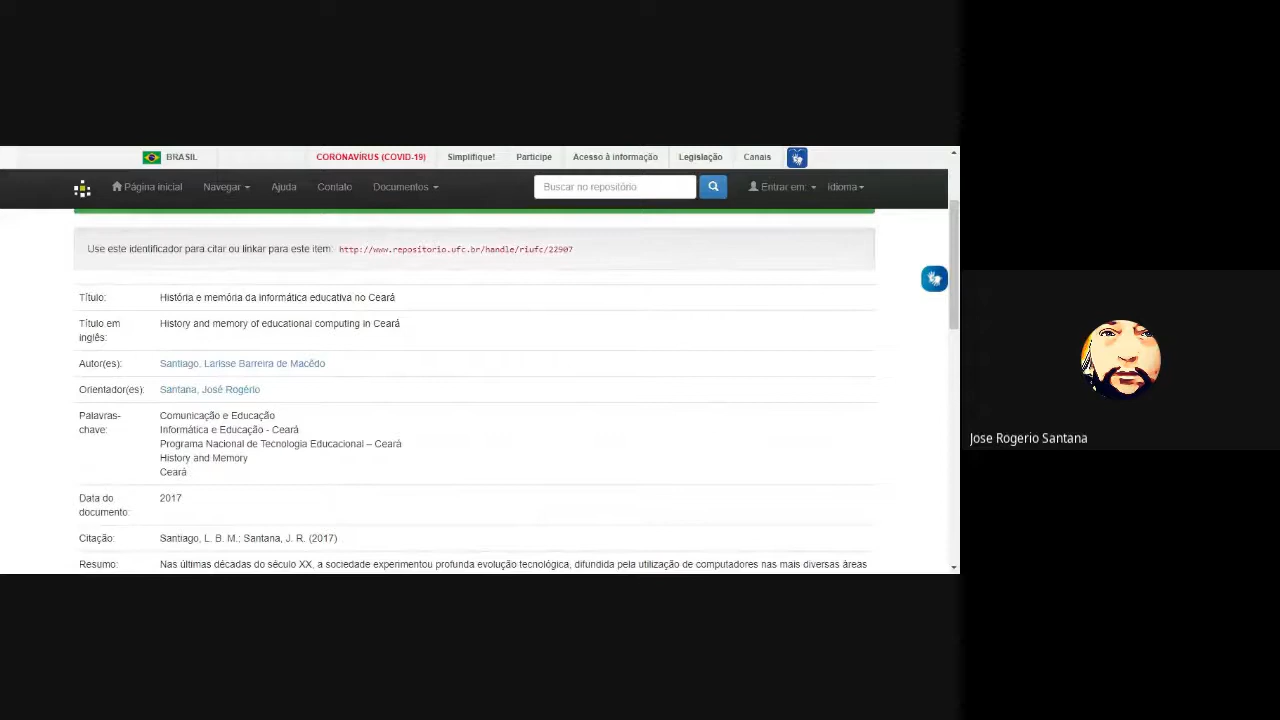 BRASIL CORONAVÍRUS (COVID-19) Simplifique! Participe Acesso à informação Legislação Canais
Página inicial Navegar Ajuda Contato Documentos Buscar no repositório Entrar em: Idioma
Use este identificador para citar ou linkar para este item: http://www.repositorio.ufc.br/handle/riufc/22907
Título: História e memória da informática educativa no Ceará
Título em inglês: History and memory of educational computing in Ceará
Autor(es): Santiago, Larisse Barreira de Macêdo
Orientador(es): Santana, José Rogério
Palavras-chave: Comunicação e Educação
Informática e Educação - Ceará
Programa Nacional de Tecnologia Educacional – Ceará
History and Memory
Ceará
Data do documento: 2017
Citação: Santiago, L. B. M.; Santana, J. R. (2017)
Resumo: Nas últimas décadas do século XX, a sociedade experimentou profunda evolução tecnológica, difundida pela utilização de computadores nas mais diversas áreas
Jose Rogerio Santana